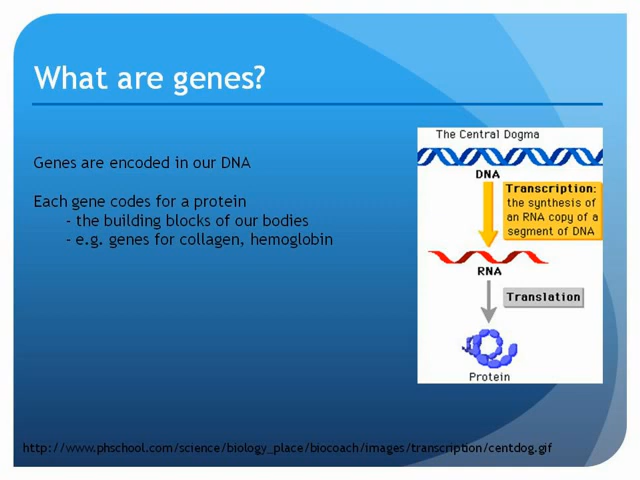 What are genes?
Genes are encoded in our DNA
Each gene codes for a protein
- the building blocks of our bodies
- e.g. genes for collagen, hemoglobin
The Central Dogma
DNA
Transcription:
the synthesis of
an RNA copy of a
segment of DNA
RNA
Translation
Protein
http://www.phschool.com/science/biology_place/biocoach/images/transcription/centdog.gif